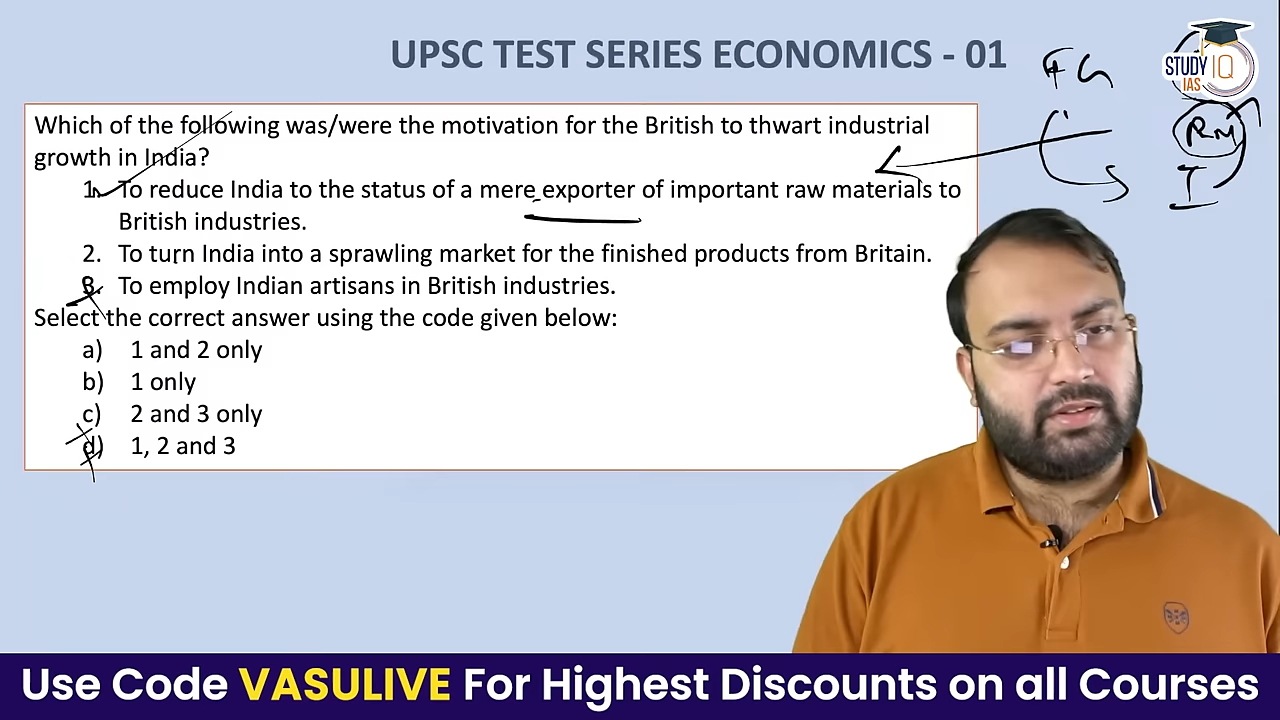 UPSC TEST SERIES ECONOMICS - 01
STUDY IQ
IAS
FG
RM
I
Which of the following was/were the motivation for the British to thwart industrial
growth in India?
1. To reduce India to the status of a mere exporter of important raw materials to
British industries.
2. To turn India into a sprawling market for the finished products from Britain.
3. To employ Indian artisans in British industries.
Select the correct answer using the code given below:
a) 1 and 2 only
b) 1 only
c) 2 and 3 only
d) 1, 2 and 3
Use Code VASULIVE For Highest Discounts on all Courses